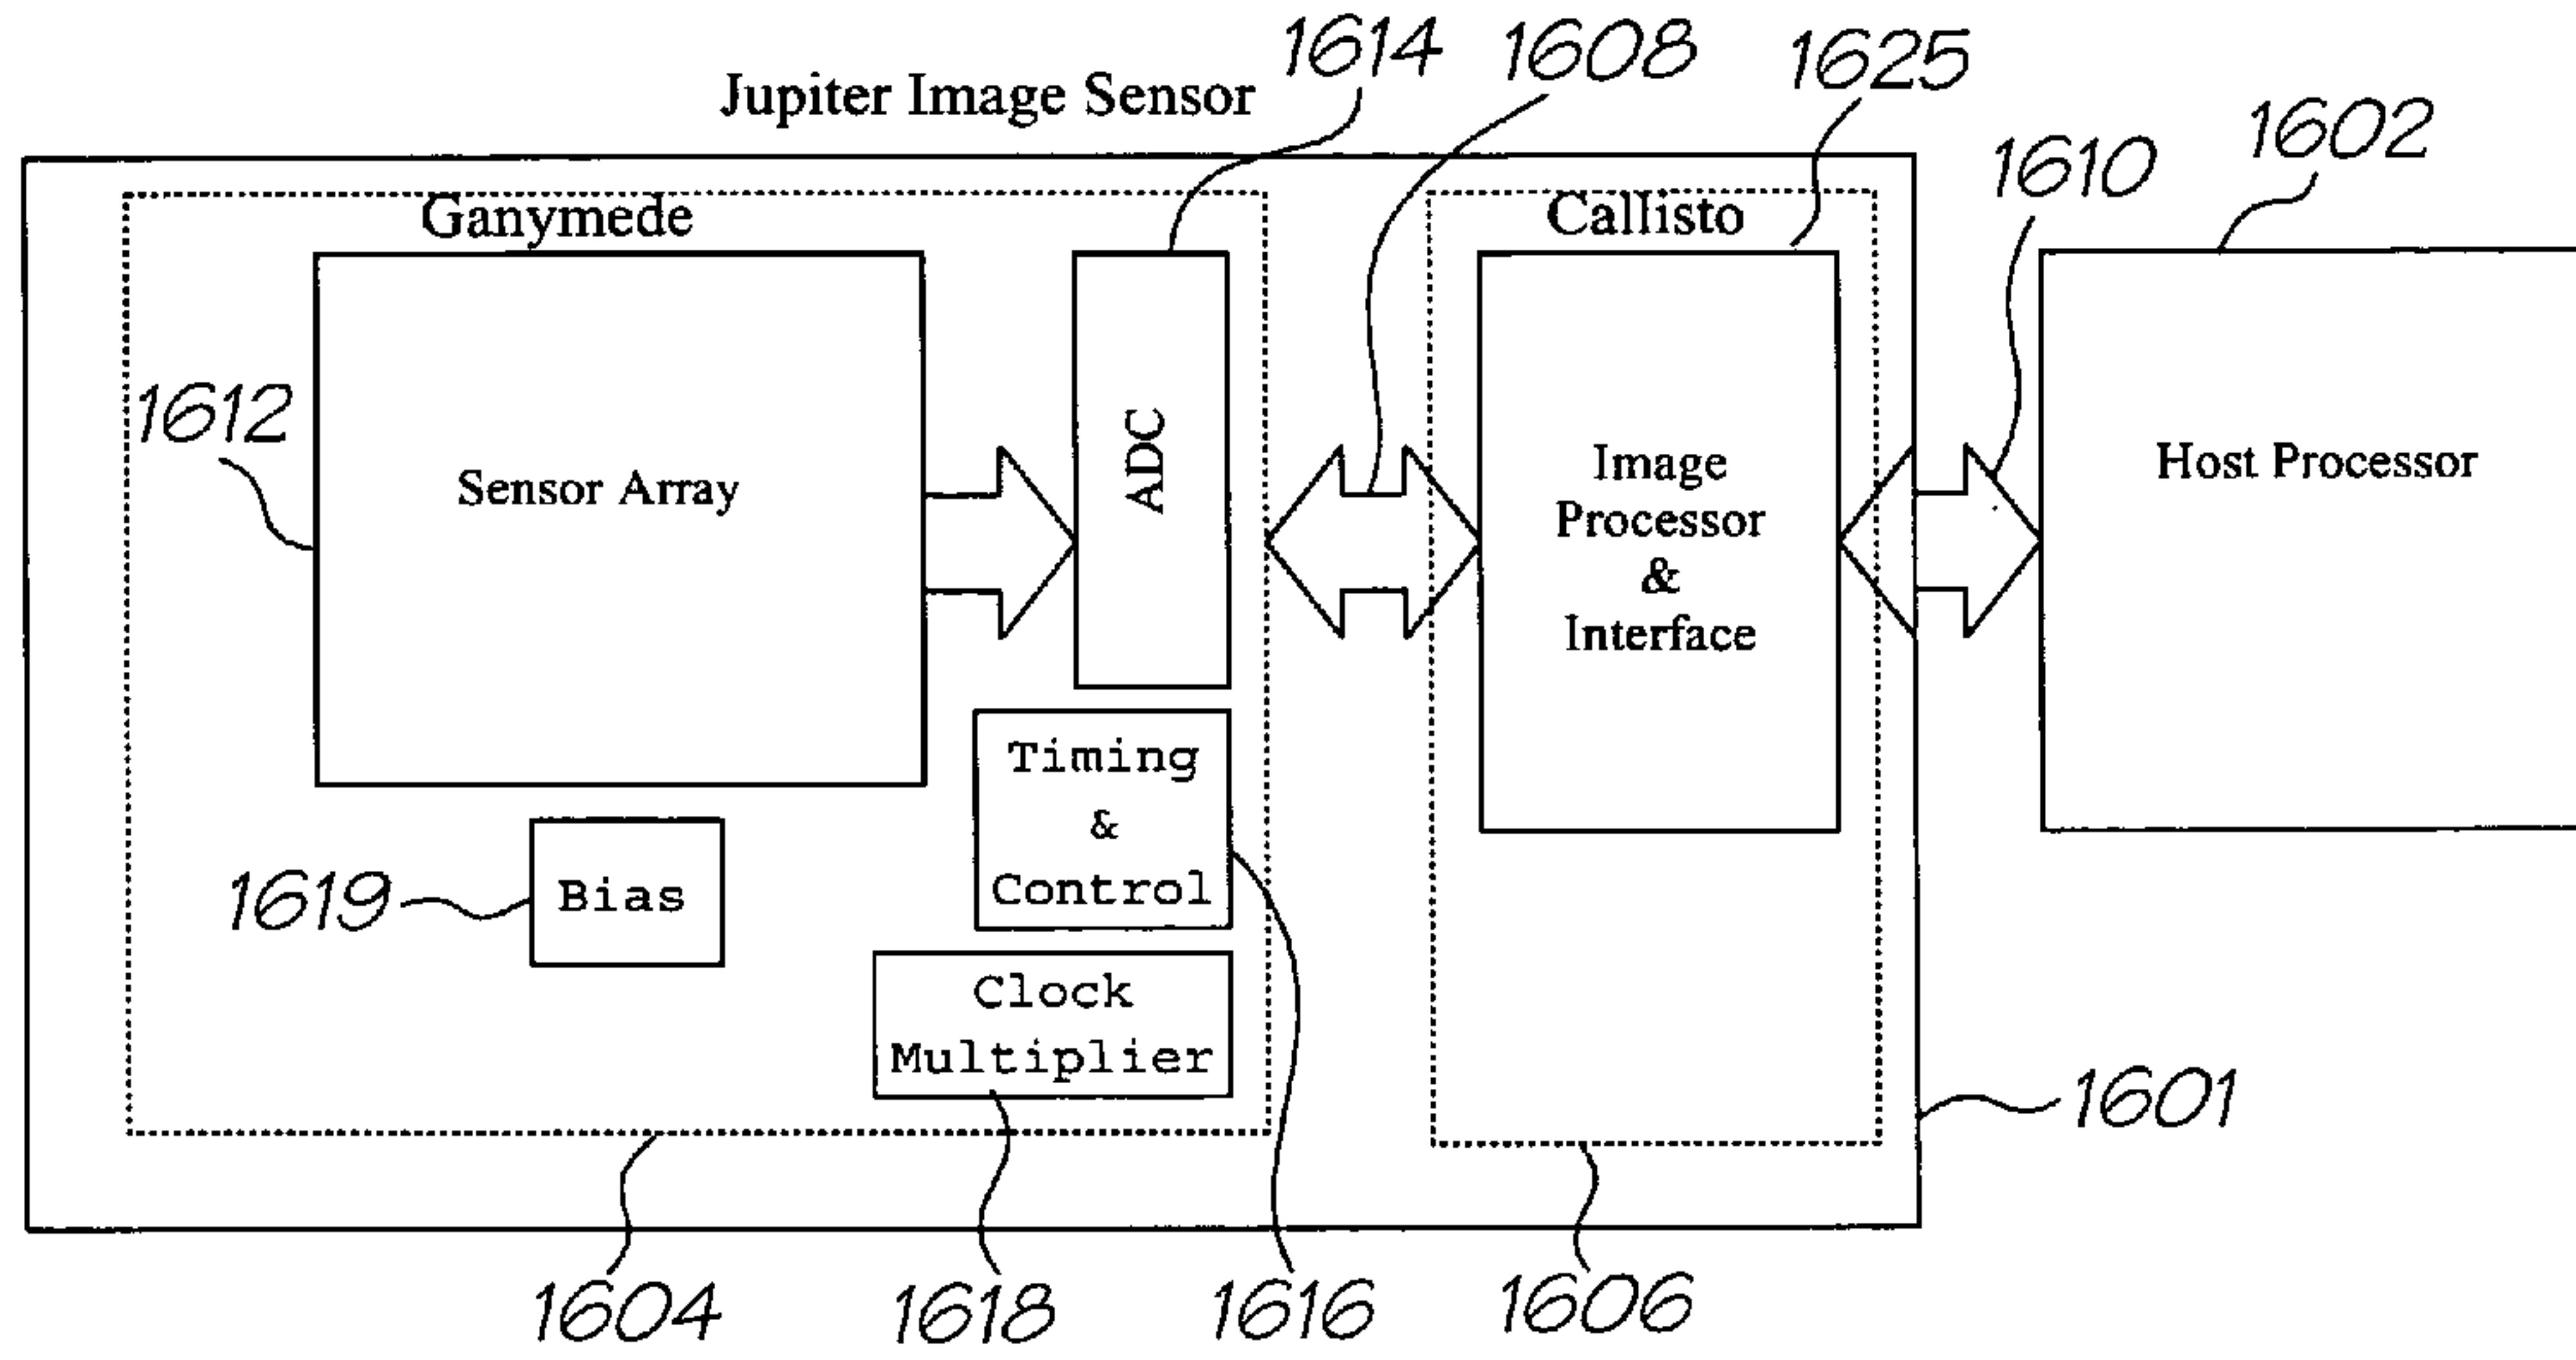 Jupiter Image Sensor
1614
1608
1625
1610
1602
Ganymede
Callisto
1612
Sensor Array
ADC
Image
Processor
&
Interface
Host Processor
Timing
&
Control
1619
Bias
Clock
Multiplier
1601
1604
1618
1616
1606